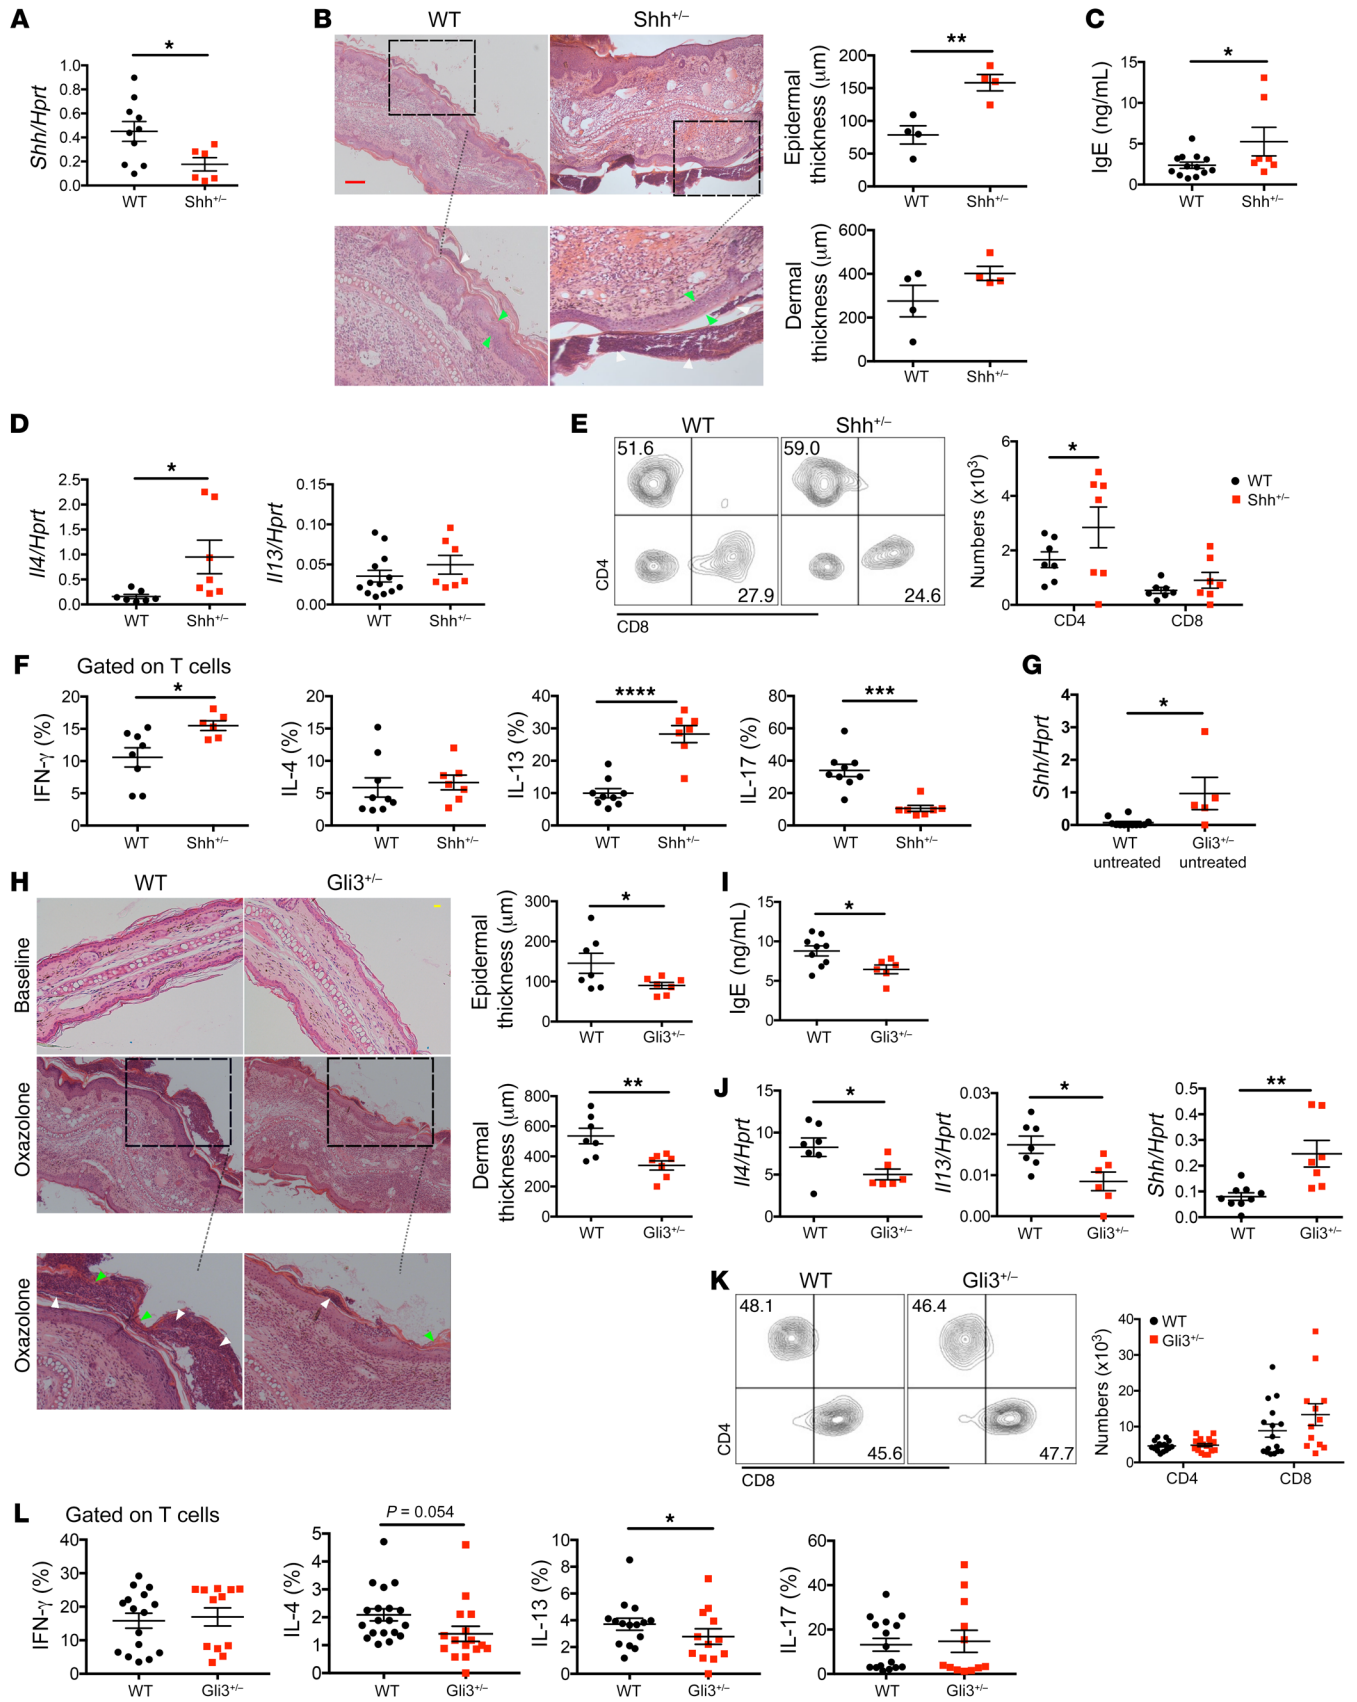 A
*
Shh/Hprt
1.0
0.8
0.6
0.4
0.2
0.0
WT
Shh+/–
B
WT
Shh+/–
**
Epidermal
thickness (μm)
200
150
100
50
0
WT
Shh+/–
Dermal
thickness (μm)
600
400
200
0
WT
Shh+/–
C
*
IgE (ng/mL)
15
10
5
0
WT
Shh+/–
D
*
Il4/Hprt
2.5
2.0
1.5
1.0
0.5
0.0
WT
Shh+/–
Il13/Hprt
0.15
0.10
0.05
0.00
WT
Shh+/–
E
WT
Shh+/–
51.6
27.9
59.0
24.6
CD4
CD8
Numbers (x10³)
6
4
2
0
*
CD4
CD8
WT
Shh+/–
F
Gated on T cells
*
IFN-γ (%)
20
15
10
5
0
WT
Shh+/–
IL-4 (%)
20
15
10
5
0
WT
Shh+/–
****
IL-13 (%)
40
30
20
10
0
WT
Shh+/–
***
IL-17 (%)
80
60
40
20
0
WT
Shh+/–
G
*
Shh/Hprt
4
3
2
1
0
WT
untreated
Gli3+/–
untreated
H
WT
Gli3+/–
Baseline
Oxazolone
Oxazolone
*
Epidermal
thickness (μm)
300
200
100
0
WT
Gli3+/–
**
Dermal
thickness (μm)
800
600
400
200
0
WT
Gli3+/–
I
*
IgE (ng/mL)
15
10
5
0
WT
Gli3+/–
J
*
Il4/Hprt
15
10
5
0
WT
Gli3+/–
*
Il13/Hprt
0.03
0.02
0.01
0.00
WT
Gli3+/–
**
Shh/Hprt
0.5
0.4
0.3
0.2
0.1
0.0
WT
Gli3+/–
K
WT
Gli3+/–
48.1
45.6
46.4
47.7
CD4
CD8
Numbers (x10³)
40
30
20
10
0
WT
Gli3+/–
CD4
CD8
L
Gated on T cells
IFN-γ (%)
40
30
20
10
0
WT
Gli3+/–
P = 0.054
IL-4 (%)
5
4
3
2
1
0
WT
Gli3+/–
*
IL-13 (%)
10
8
6
4
2
0
WT
Gli3+/–
IL-17 (%)
60
40
20
0
WT
Gli3+/–